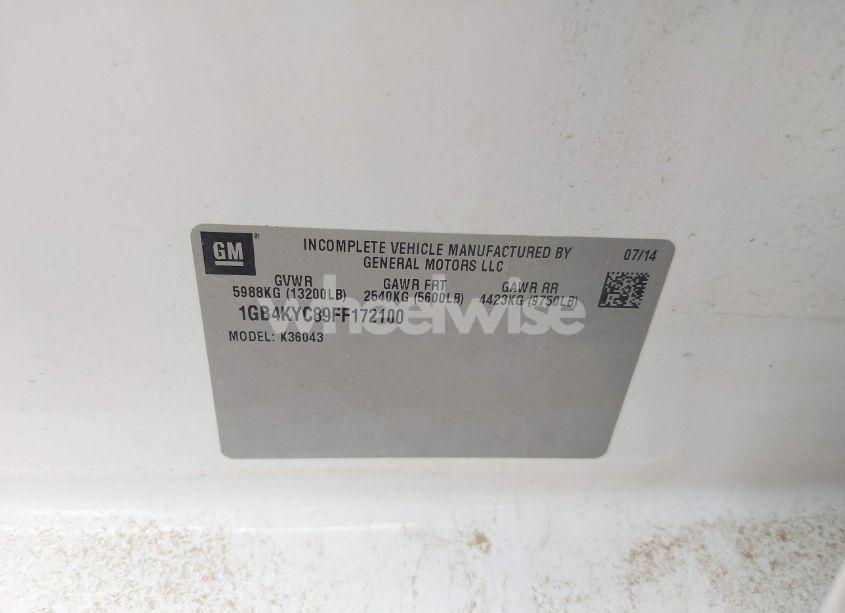 GM ®
INCOMPLETE VEHICLE MANUFACTURED BY
GENERAL MOTORS LLC
07/14
GVWR GAWR FRT GAWR RR
5988KG (13200LB) 2540KG (5600LB) 4423KG (9750LB)
1GB4KYC89FF172100
MODEL: K36043
wheelwise